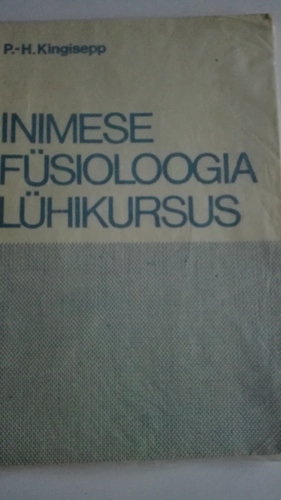 P.-H. Kingisepp
INIMESE
FÜSIOLOOGIA
LÜHIKURSUS